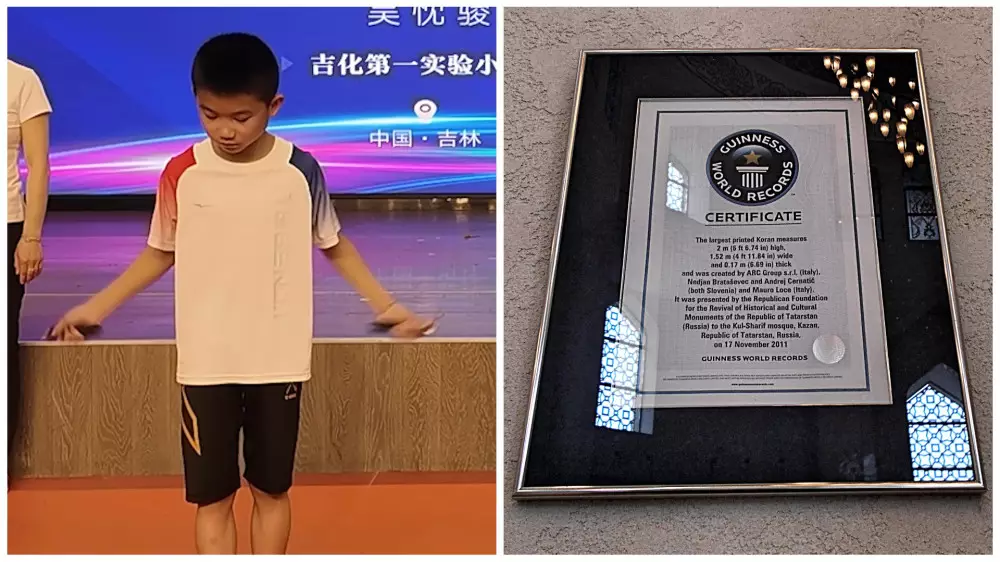 吴忱骏
吉化第一实验小
中国·吉林
GUINNESS
WORLD RECORDS
CERTIFICATE
The largest printed Koran measures
2 m (6 ft 6.74 in) high,
1.52 m (4 ft 11.84 in) wide
and 0.17 m (6.69 in) thick
and was created by ARC Group s.r.l. (Italy),
Nedjan Bratašovec and Andrej Cernatič
(both Slovenia) and Mauro Loce (Italy).
It was presented by the Republican Foundation
for the Revival of Historical and Cultural
Monuments of the Republic of Tatarstan
(Russia) to the Kul-Sharif mosque, Kazan,
Republic of Tatarstan, Russia,
on 17 November 2011
GUINNESS WORLD RECORDS